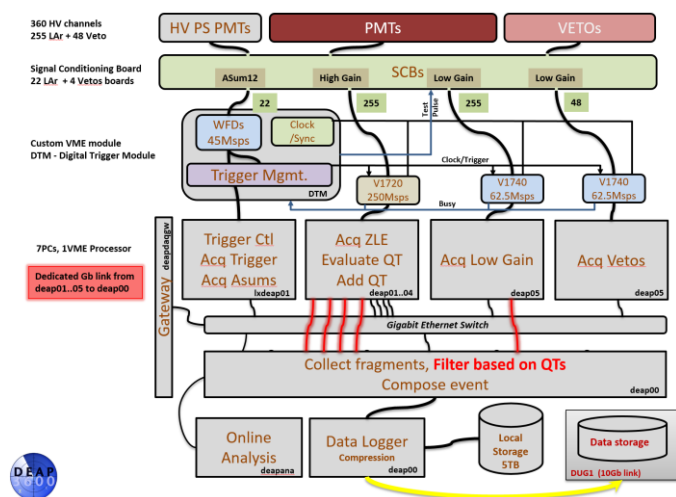 360 HV channels
255 LAr + 48 Veto
HV PS PMTs
PMTs
VETOs
Signal Conditioning Board
22 LAr + 4 Vetos boards
SCBs
ASum12
High Gain
Low Gain
Low Gain
22
255
255
48
Test
Pulse
Custom VME module
DTM - Digital Trigger Module
WFDs
45Msps
Clock
/Sync
Trigger Mgmt.
DTM
Clock/Trigger
V1720
250Msps
V1740
62.5Msps
V1740
62.5Msps
Busy
7PCs, 1VME Processor
Dedicated Gb link from
deap01..05 to deap00
Gateway
deapdaqgw
Trigger Ctl
Acq Trigger
Acq Asums
lxdeap01
Acq ZLE
Evaluate QT
Add QT
deap01..04
Acq Low Gain
deap05
Acq Vetos
deap05
Gigabit Ethernet Switch
Collect fragments, Filter based on QTs
Compose event
deap00
Online
Analysis
deapana
Data Logger
Compression
deap00
Local
Storage
5TB
Data storage
DUG1 (10Gb link)
DEAP
3600